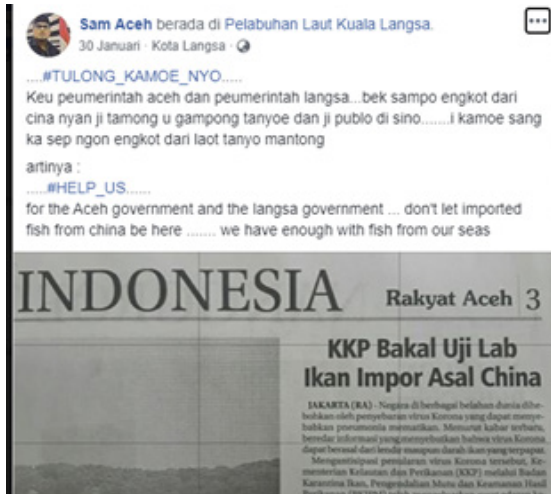 Sam Aceh berada di Pelabuhan Laut Kuala Langsa.
30 Januari · Kota Langsa ·
....#TULONG_KAMOE_NYO.....
Keu peumerintah aceh dan peumerintah langsa...bek sampo engkot dari
cina nyan ji tamong u gampong tanyoe dan ji publo di sino.......i kamoe sang
ka sep ngon engkot dari laot tanyo mantong
artinya :
.....#HELP_US......
for the Aceh government and the langsa government ... don't let imported
fish from china be here ....... we have enough with fish from our seas
INDONESIA
Rakyat Aceh 3
KKP Bakal Uji Lab
Ikan Impor Asal China
JAKARTA (RA) - Negara di berbagai belahan dunia dihe-
bohkan oleh penyebaran virus Korona yang dapat menye-
babkan pneumonia mematikan. Menurut kabar terbaru,
beredar informasi yang menyebutkan bahwa virus Korona
dapat berasal dari lendir maupun darah ikan yang terpapar.
Mengantisipasi penularan virus Korona tersebut, Ke-
menterian Kelautan dan Perikanan (KKP) melalui Badan
Karantina Ikan, Pengendalian Mutu dan Keamanan Hasil